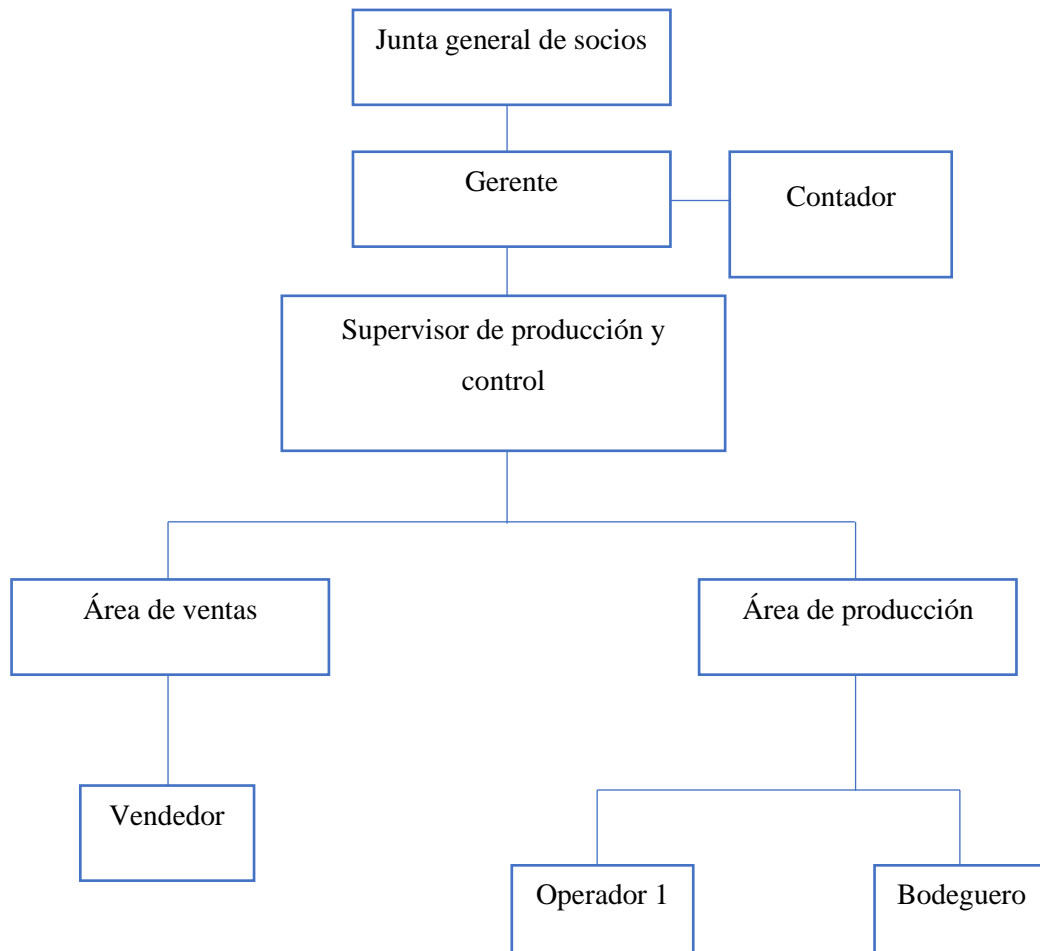 Junta general de socios
Gerente
Contador
Supervisor de producción y
control
Área de ventas
Área de producción
Vendedor
Operador 1
Bodeguero